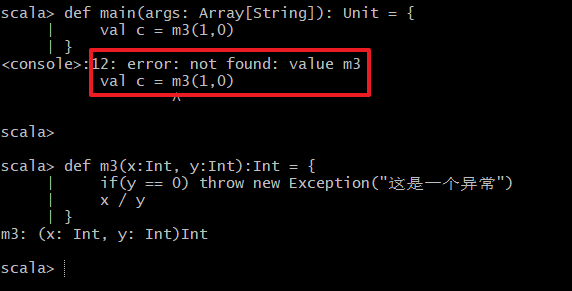 scala> def main(args: Array[String]): Unit = {
     |     val c = m3(1,0)
     | }
<console>:12: error: not found: value m3
           val c = m3(1,0)
                   ^
scala>
scala> def m3(x:Int, y:Int):Int = {
     |     if(y == 0) throw new Exception("这是一个异常")
     |     x / y
     | }
m3: (x: Int, y: Int)Int
scala>